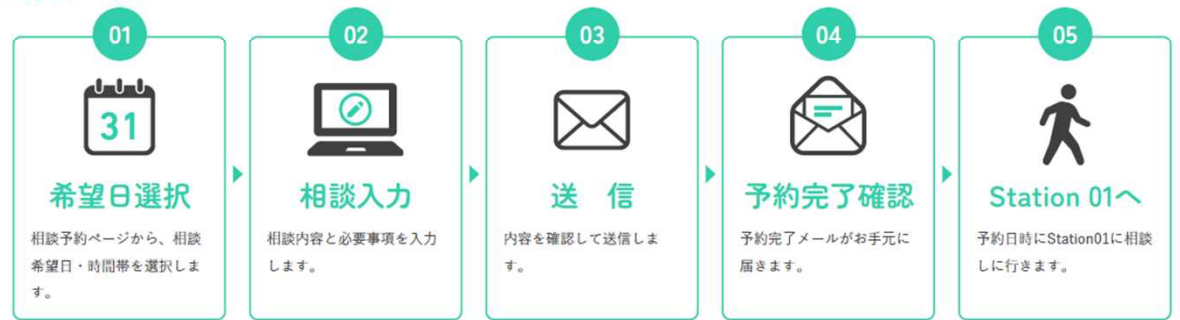 01
31
希望日選択
相談予約ページから、相談
希望日・時間帯を選択しま
す。
02
相談入力
相談内容と必要事項を入力
します。
03
送　信
内容を確認して送信しま
す。
04
予約完了確認
予約完了メールがお手元に
届きます。
05
Station 01へ
予約日時にStation01に相談
しに行きます。